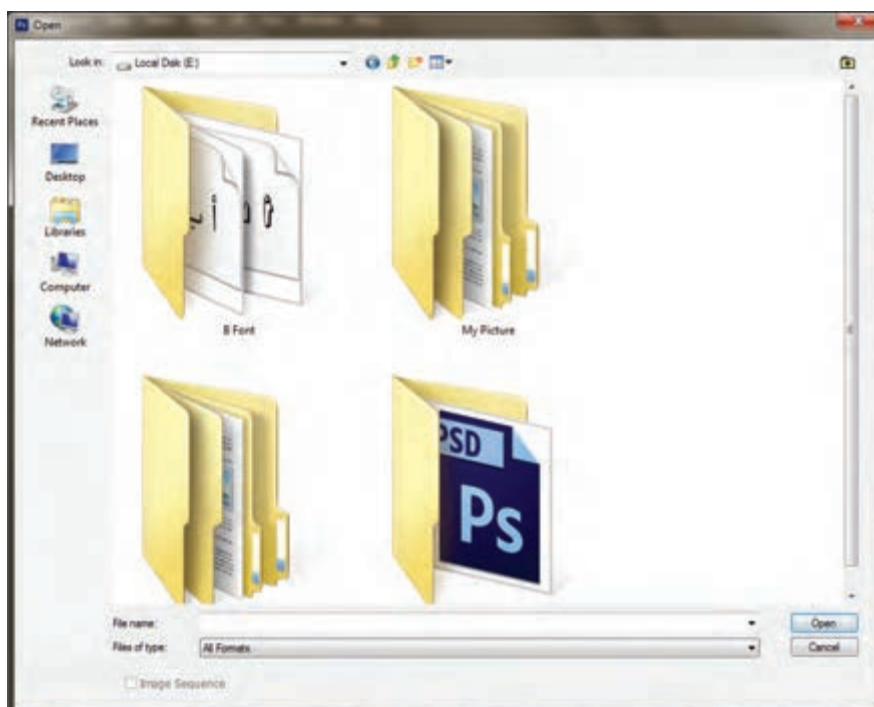 Open
Look in:
Local Disk (E:)
Recent Places
Desktop
Libraries
Computer
Network
B Font
My Picture
PSD
Ps
File name:
Open
Files of type:
All Formats
Cancel
Image Sequence